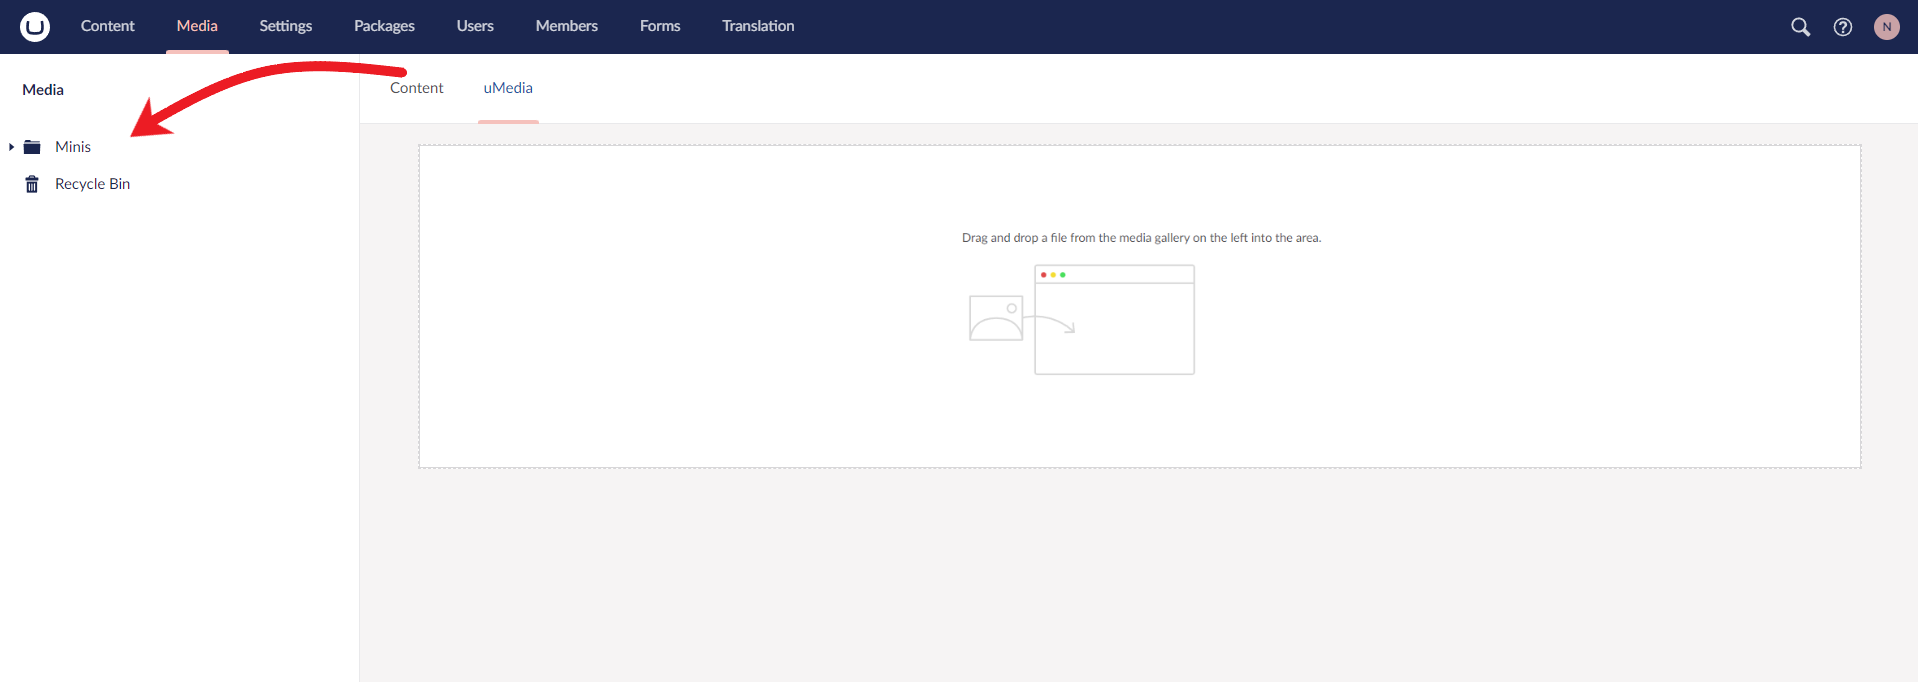 Content Media Settings Packages Users Members Forms Translation N
Media
Minis
Recycle Bin
Content uMedia
Drag and drop a file from the media gallery on the left into the area.